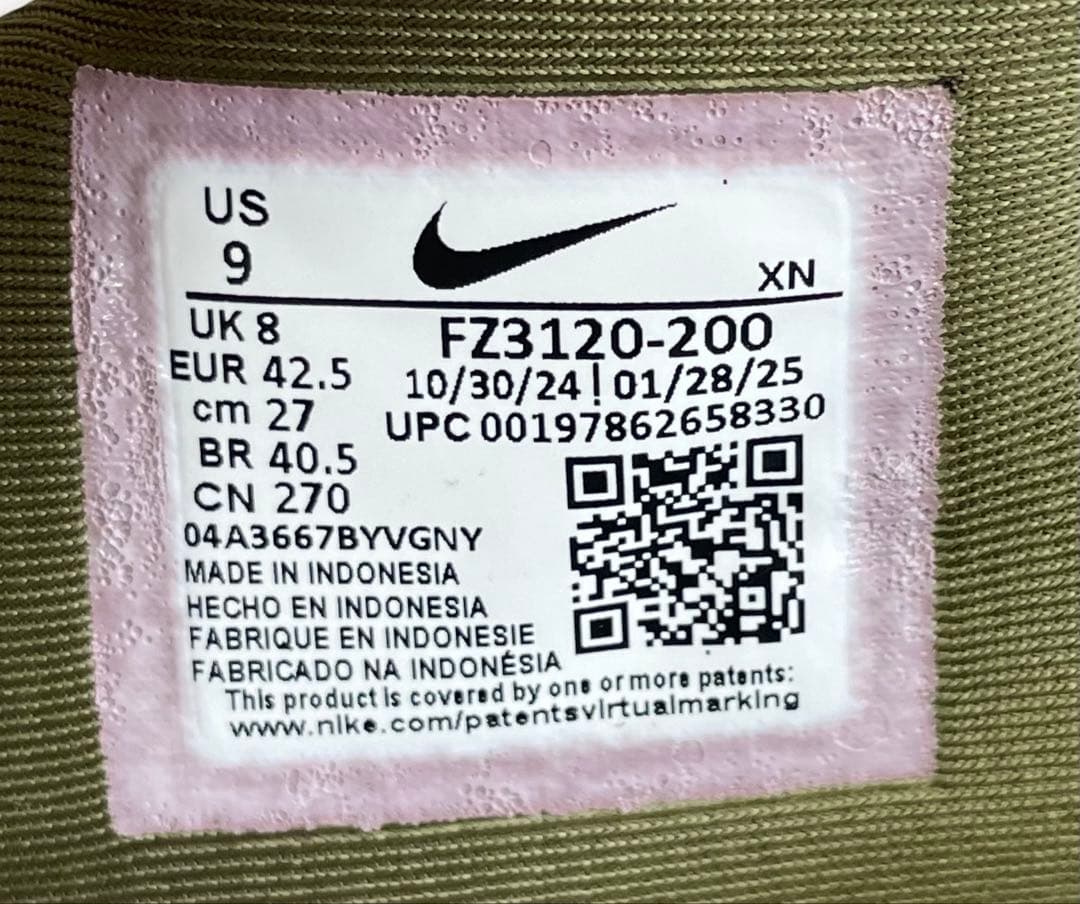 US
9
XN
UK 8
EUR 42.5
cm 27
BR 40.5
CN 270
FZ3120-200
10/30/24 | 01/28/25
UPC 00197862658330
04A3667BYVGNY
MADE IN INDONESIA
HECHO EN INDONESIA
FABRIQUE EN INDONESIE
FABRICADO NA INDONÉSIA
This product is covered by one or more patents:
www.nike.com/patentsvirtualmarking